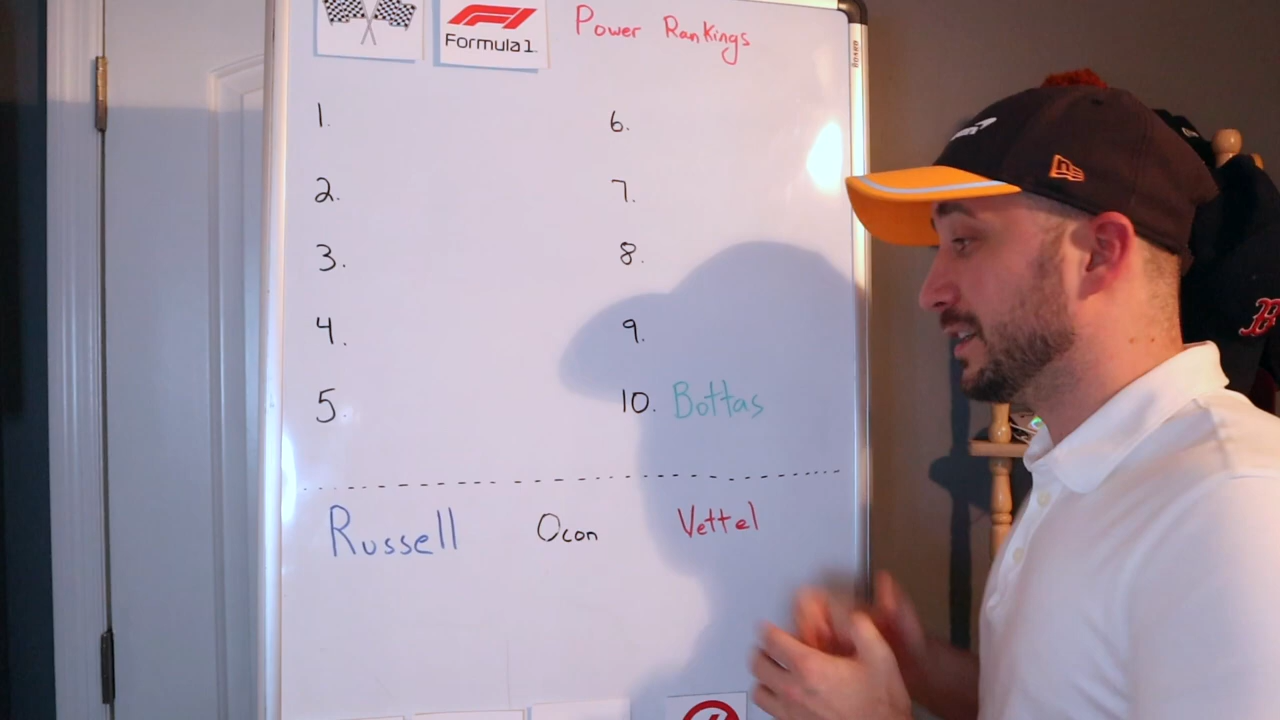 Formula 1
Power Rankings
1.
2.
3.
4.
5.
6.
7.
8.
9.
10. Bottas
Russell Ocon Vettel
B